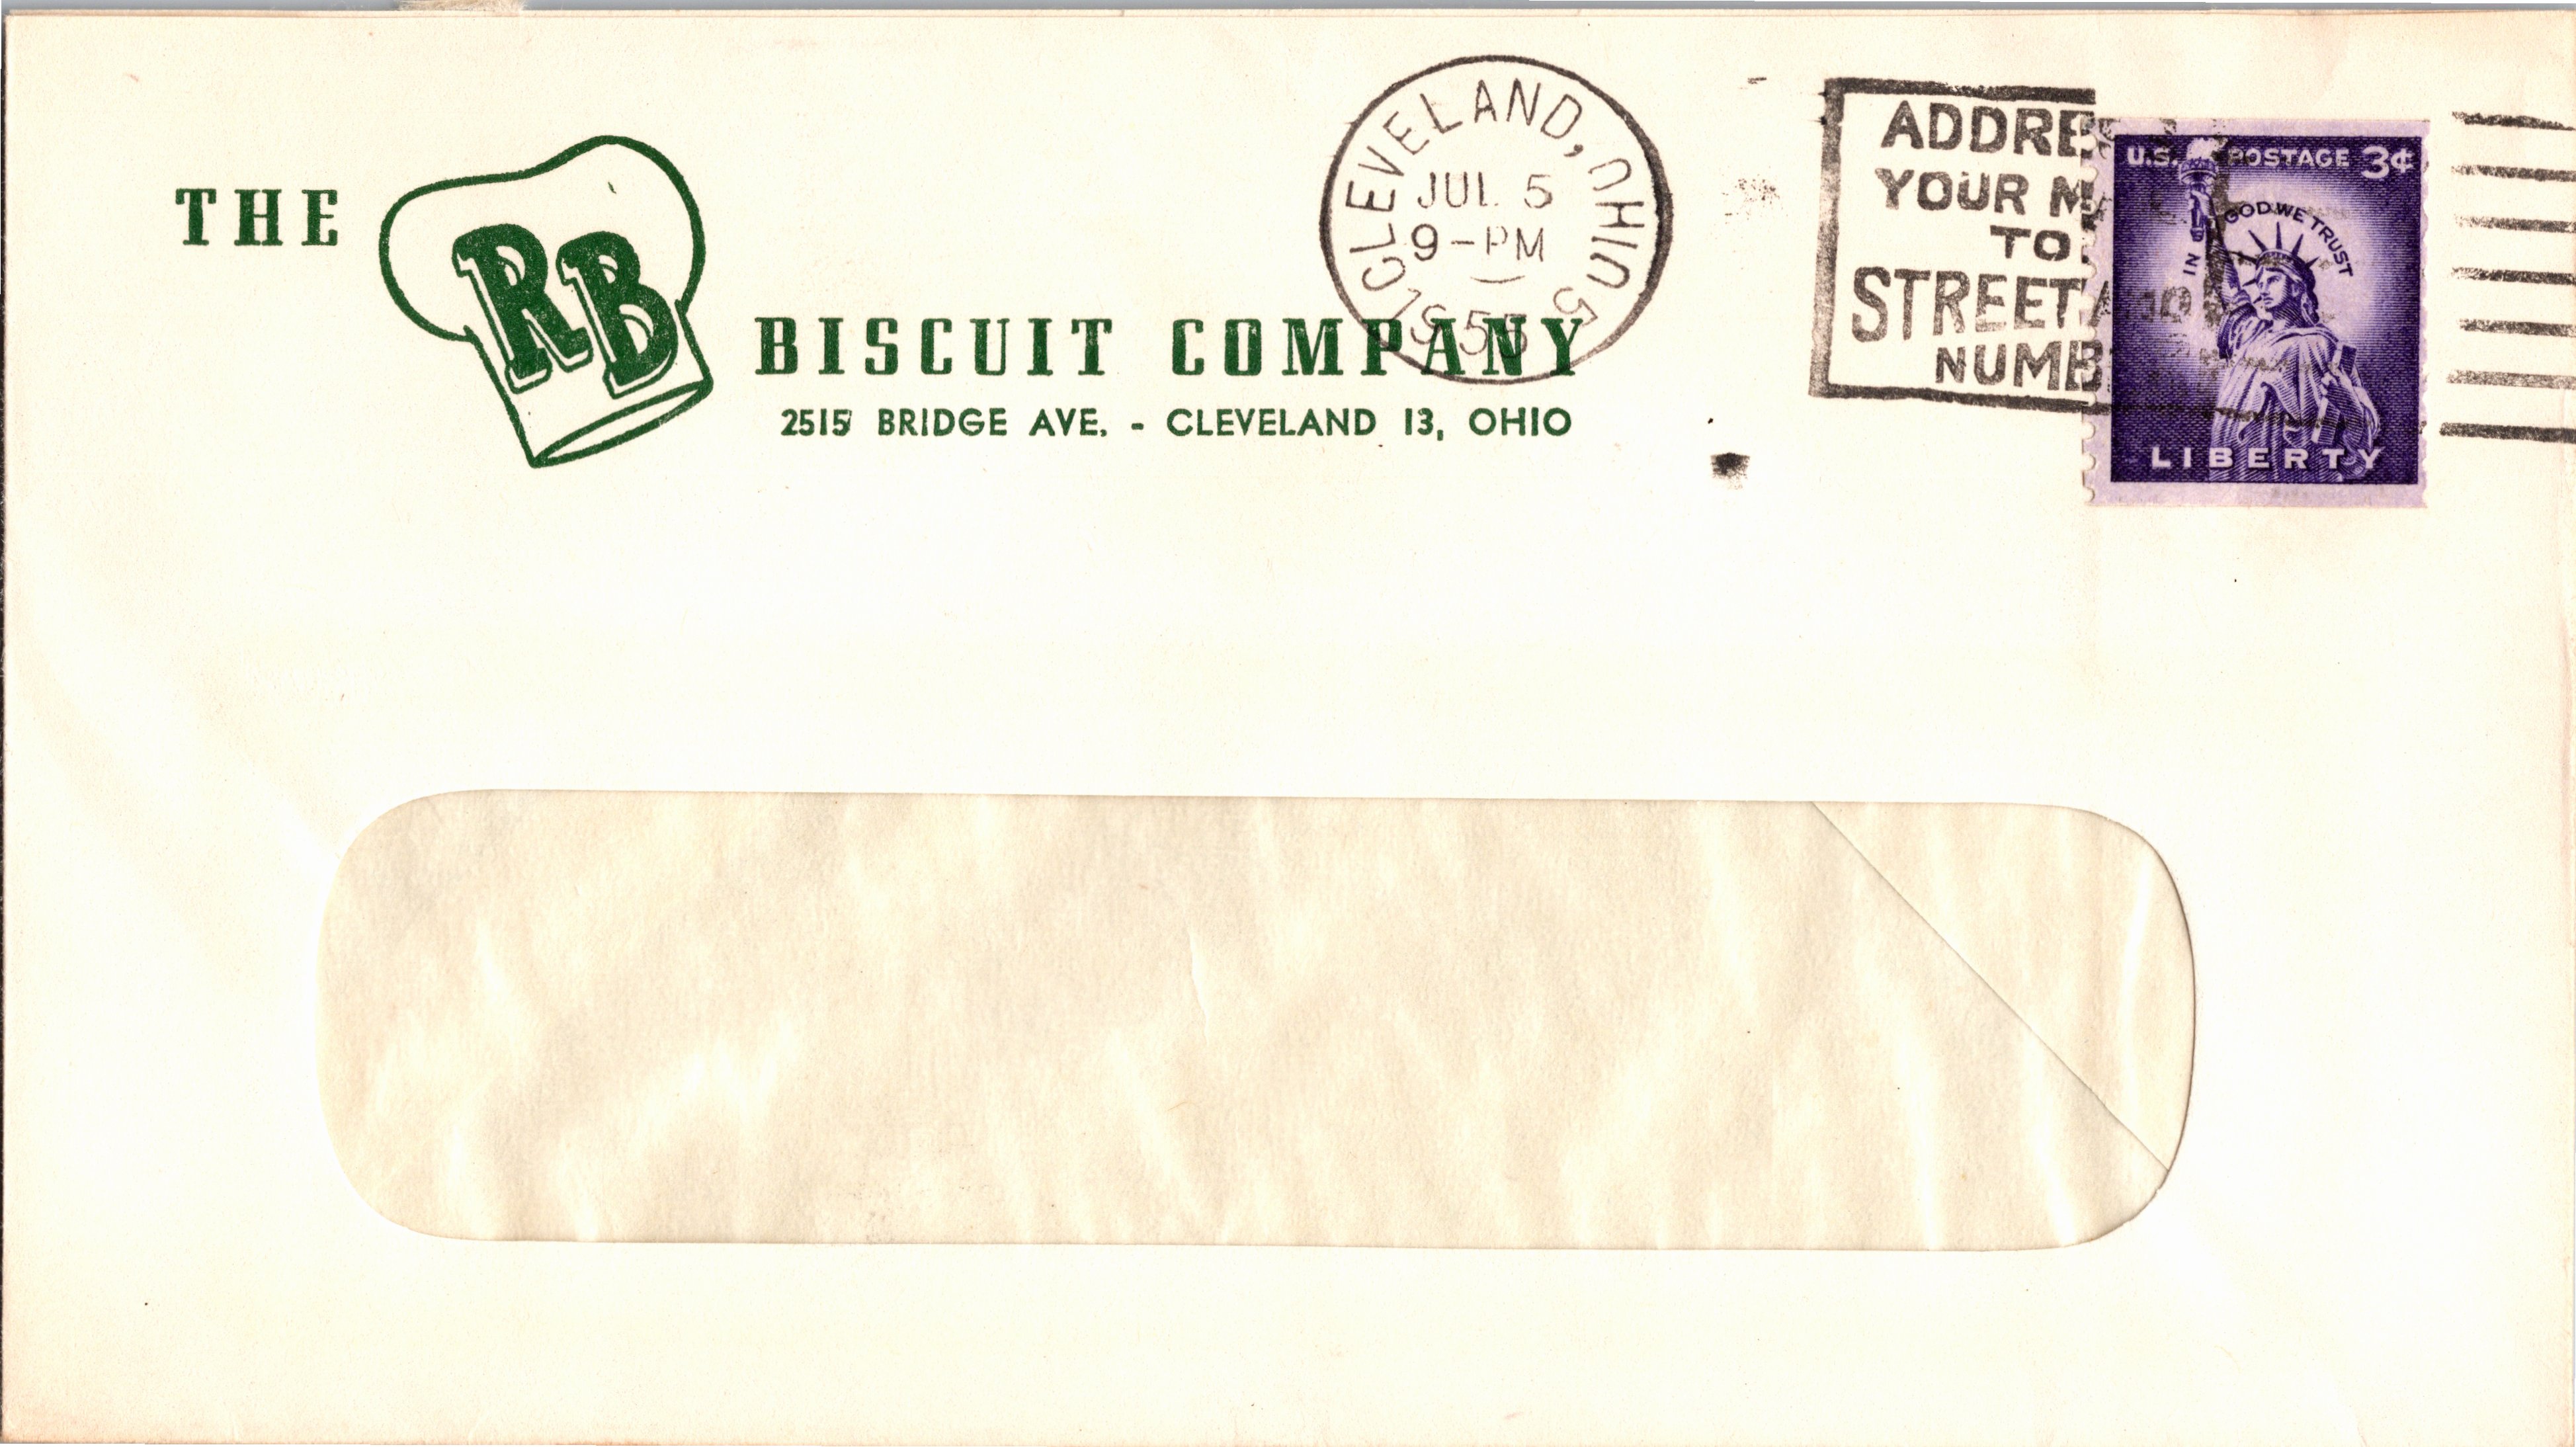 THE RB BISCUIT COMPANY
2515 BRIDGE AVE. - CLEVELAND 13, OHIO
CLEVELAND, OHIO
JUL 5
9-PM
ADDRE
YOUR M
TO
STREET
NUMB
U.S. POSTAGE 3¢
IN GOD WE TRUST
LIBERTY